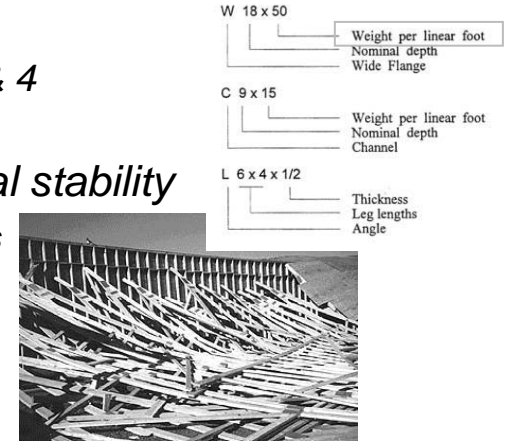 W 18 x 50
Weight per linear foot
Nominal depth
Wide Flange
& 4
C 9 x 15
Weight per linear foot
Nominal depth
Channel
al stability
L 6 x 4 x 1/2
Thickness
Leg lengths
Angle
s